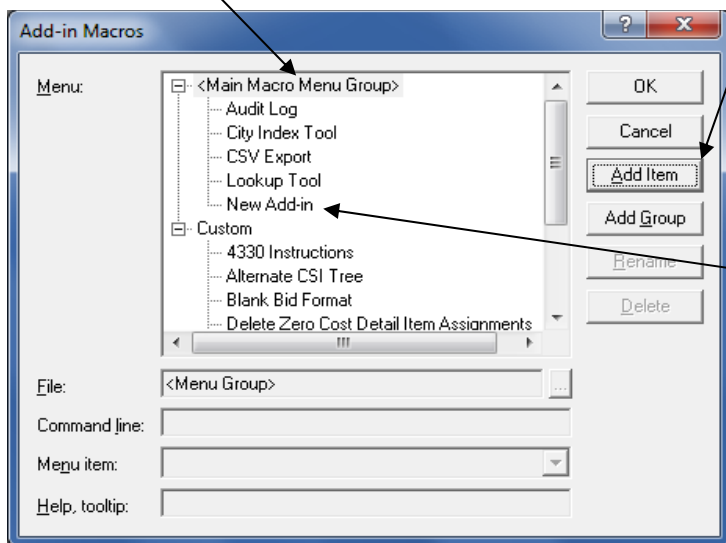 Add-in Macros
?
X
Menu:
<Main Macro Menu Group>
Audit Log
City Index Tool
CSV Export
Lookup Tool
New Add-in
Custom
4330 Instructions
Alternate CSI Tree
Blank Bid Format
Delete Zero Cost Detail Item Assignments
OK
Cancel
Add Item
Add Group
Rename
Delete
File:
<Menu Group>
...
Command line:
Menu item:
Help, tooltip: